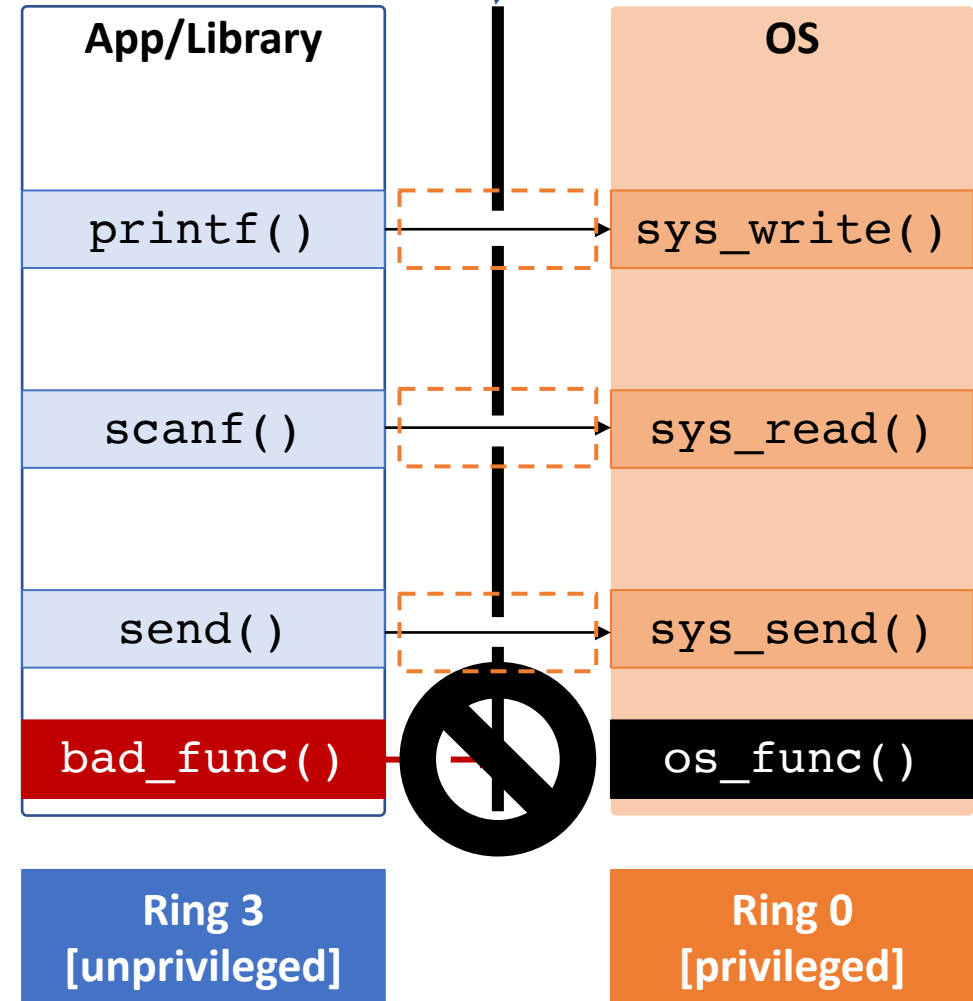 App/Library
OS
printf()
sys_write()
scanf()
sys_read()
send()
sys_send()
bad_func()
os_func()
Ring 3
[unprivileged]
Ring 0
[privileged]